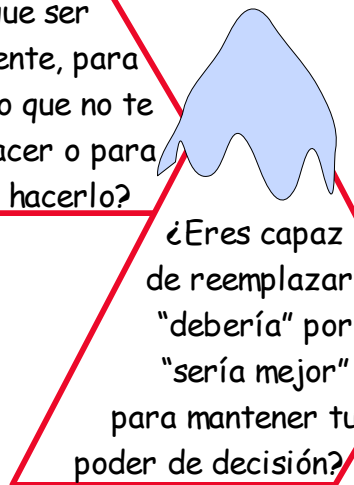 que ser
ente, para
o que no te
acer o para
hacerlo?
¿Eres capaz
de reemplazar
“debería” por
“sería mejor”
para mantener tu
poder de decisión?